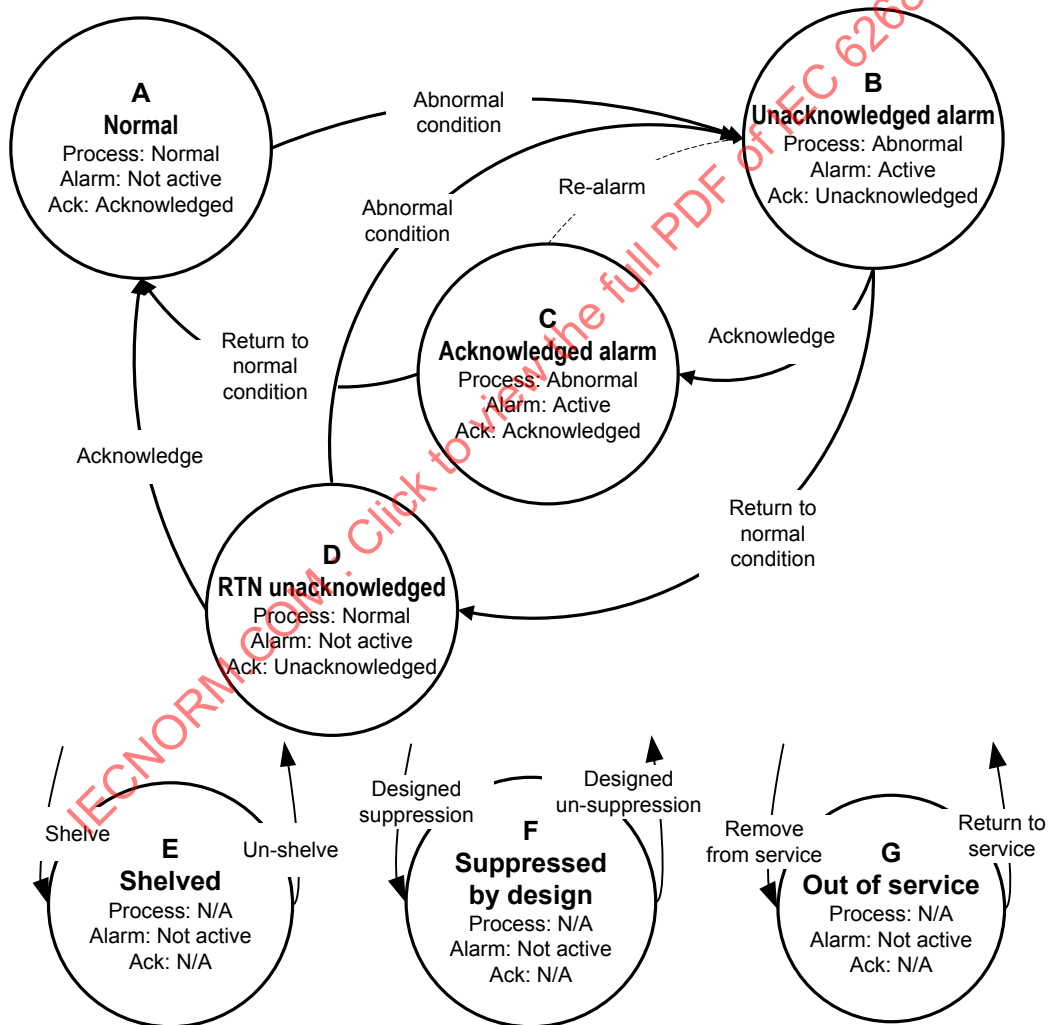 A
Normal
Process: Normal
Alarm: Not active
Ack: Acknowledged
Abnormal
condition
B
Unacknowledged alarm
Process: Abnormal
Alarm: Active
Ack: Unacknowledged
Abnormal
condition
Re-alarm
C
Acknowledged alarm
Process: Abnormal
Alarm: Active
Ack: Acknowledged
Acknowledge
Return to
normal
condition
Acknowledge
Return to
normal
condition
D
RTN unacknowledged
Process: Normal
Alarm: Not active
Ack: Unacknowledged
Shelve
Un-shelve
E
Shelved
Process: N/A
Alarm: Not active
Ack: N/A
Designed
suppression
Designed
un-suppression
F
Suppressed
by design
Process: N/A
Alarm: Not active
Ack: N/A
Remove
from service
Return to
service
G
Out of service
Process: N/A
Alarm: Not active
Ack: N/A
IECNORM.COM : Click to view the full PDF of IEC 6268